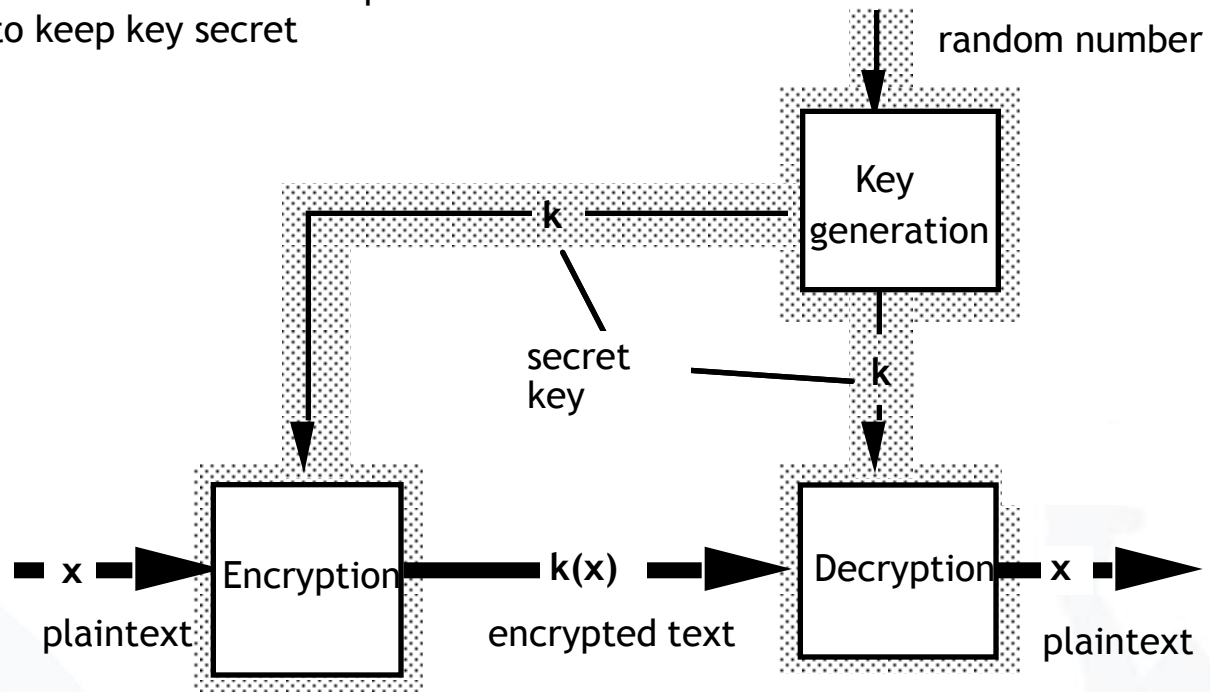 to keep key secret
random number
Key
generation
k
secret
key
k
x
Encryption
k(x)
Decryption
x
plaintext
encrypted text
plaintext